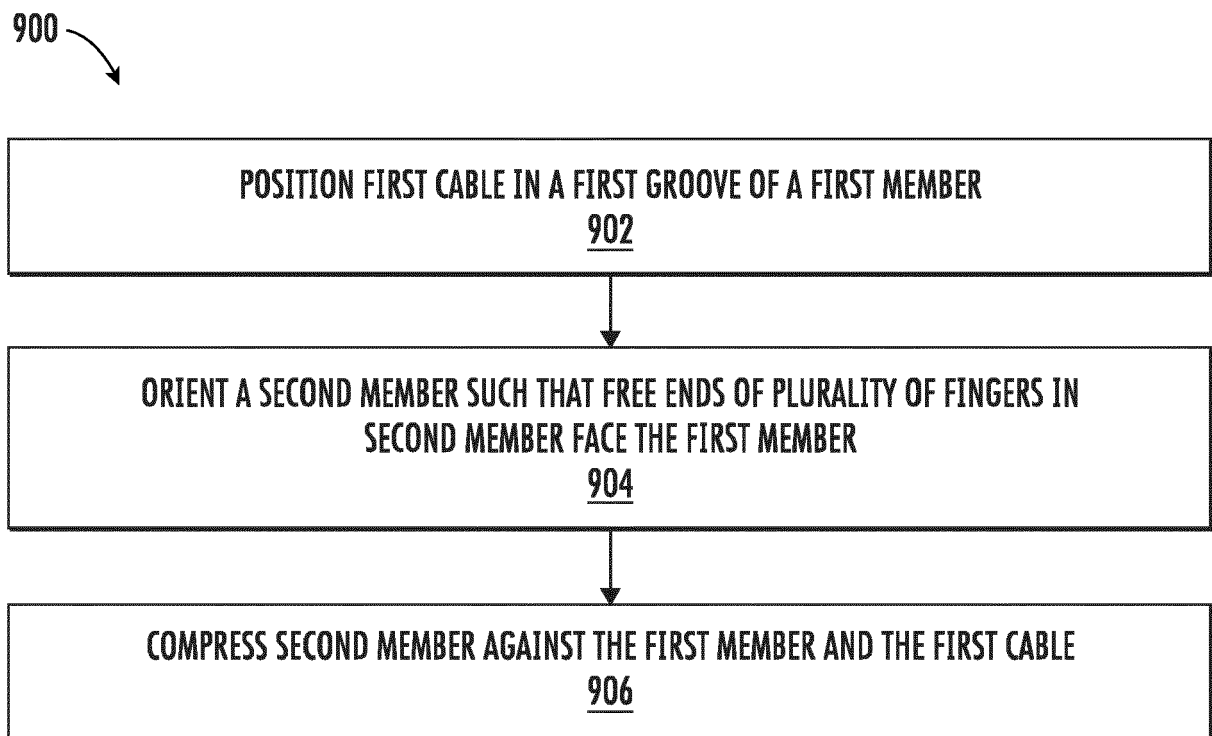 900
POSITION FIRST CABLE IN A FIRST GROOVE OF A FIRST MEMBER
902
ORIENT A SECOND MEMBER SUCH THAT FREE ENDS OF PLURALITY OF FINGERS IN
SECOND MEMBER FACE THE FIRST MEMBER
904
COMPRESS SECOND MEMBER AGAINST THE FIRST MEMBER AND THE FIRST CABLE
906